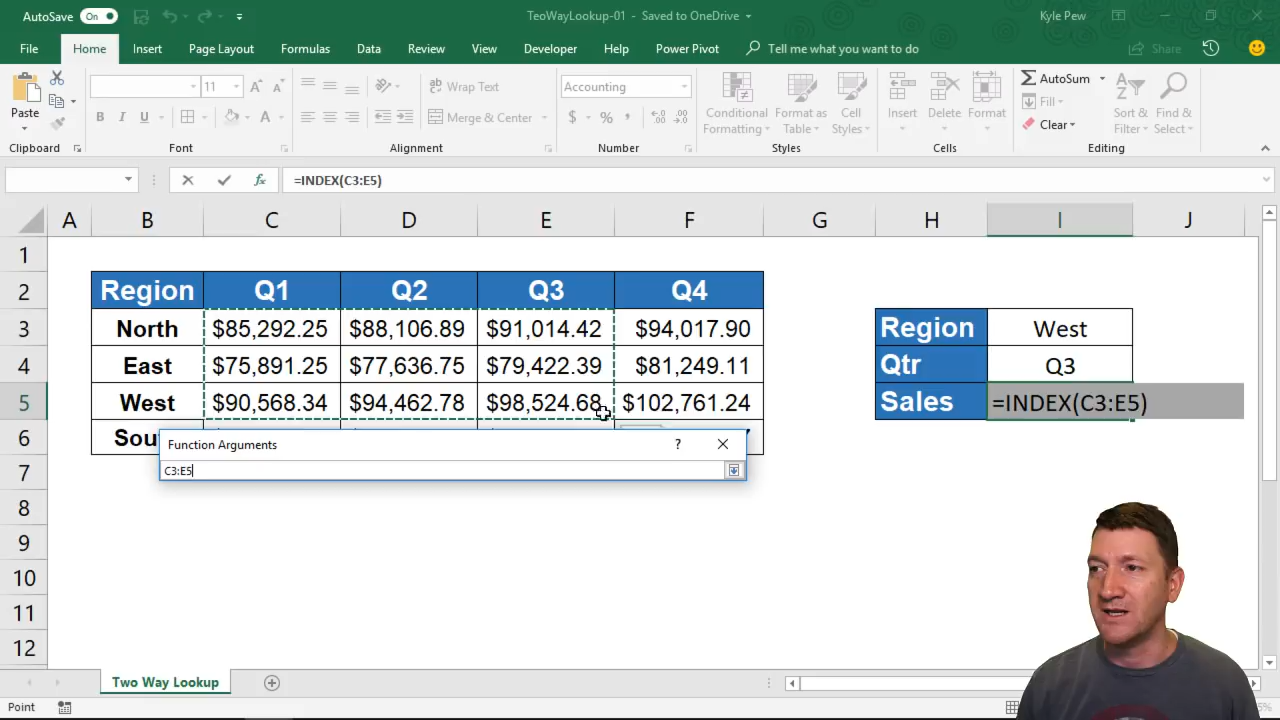 AutoSave On
TeoWayLookup-01 - Saved to OneDrive
Kyle Pew
File Home Insert Page Layout Formulas Data Review View Developer Help Power Pivot Tell me what you want to do Share
Paste
11 A A
Wrap Text
Accounting
Conditional Formatting
Format as Table
Cell Styles
Insert Delete Format
AutoSum
Fill
Clear
Sort & Filter
Find & Select
B I U A
Merge & Center
$ % ,
Clipboard Font Alignment Number Styles Cells Editing
fx =INDEX(C3:E5)
A B C D E F G H I J
1
2 Region Q1 Q2 Q3 Q4
3 North $85,292.25 $88,106.89 $91,014.42 $94,017.90 Region West
4 East $75,891.25 $77,636.75 $79,422.39 $81,249.11 Qtr Q3
5 West $90,568.34 $94,462.78 $98,524.68 $102,761.24 Sales =INDEX(C3:E5)
6 Sou
Function Arguments ?
C3:E5
7
8
9
10
11
12
Two Way Lookup
Point